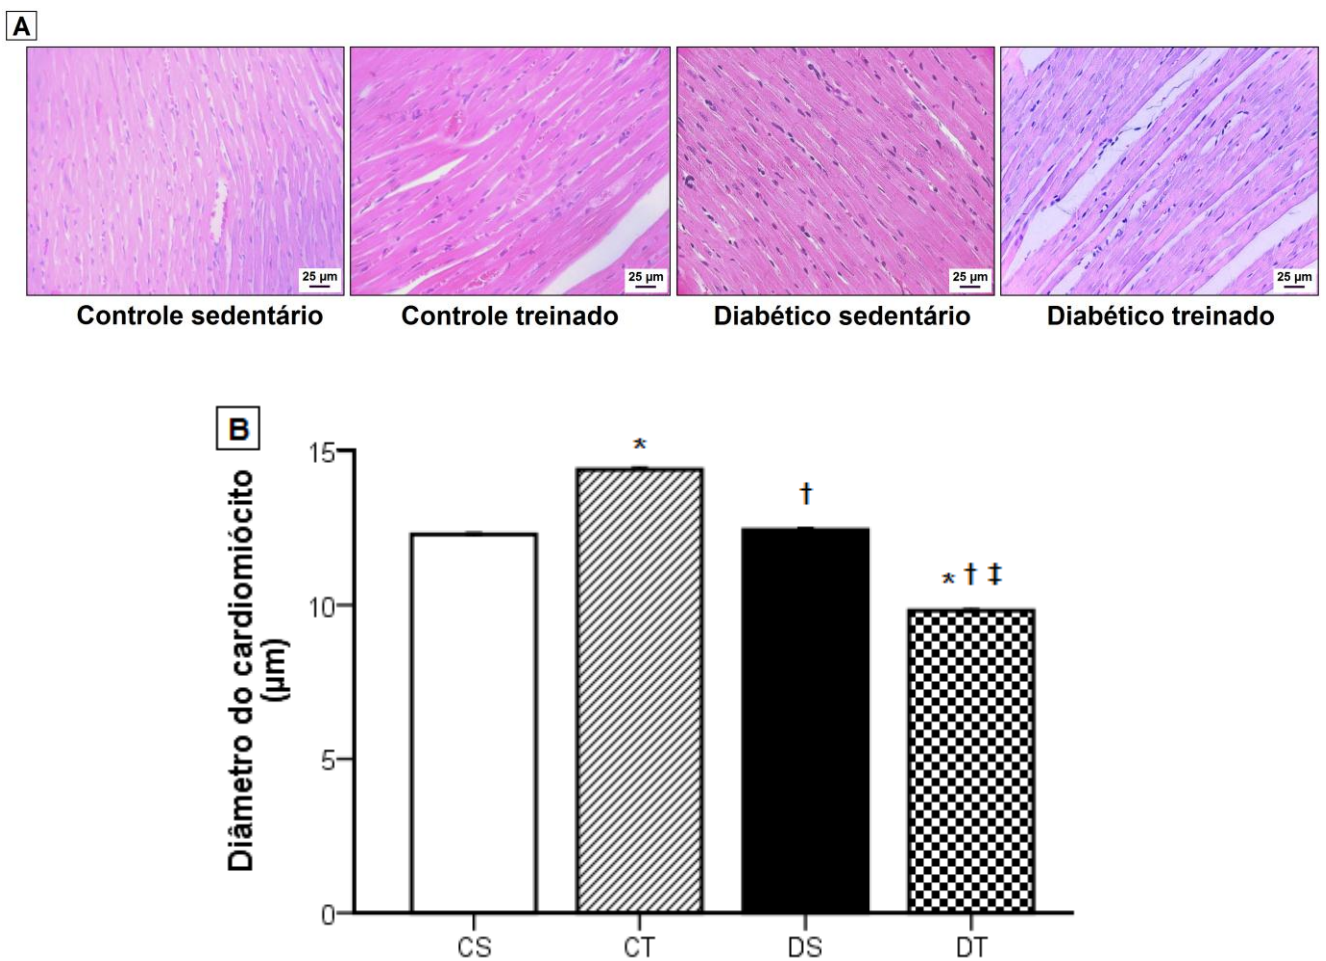 A
25 µm
25 µm
25 µm
25 µm
Controle sedentário
Controle treinado
Diabético sedentário
Diabético treinado
B
Diâmetro do cardiomiócito
(µm)
15
10
5
0
*
†
* † ‡
CS
CT
DS
DT